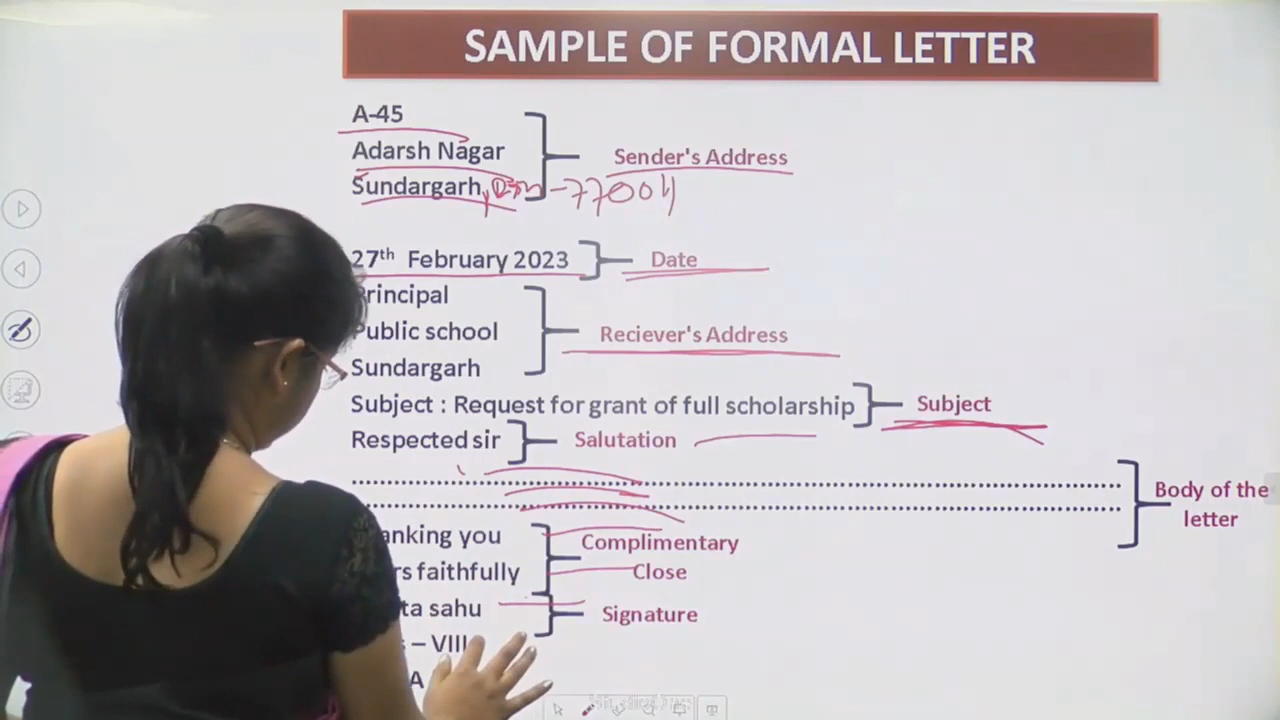 SAMPLE OF FORMAL LETTER
A-45
Adarsh Nagar
Sender's Address
Sundargarh, -77004
27th February 2023
Date
Principal
Public school
Reciever's Address
Sundargarh
Subject : Request for grant of full scholarship
Subject
Respected sir
Salutation
Body of the letter
anking you
Complimentary Close
rs faithfully
ta sahu
Signature
– VIII
A